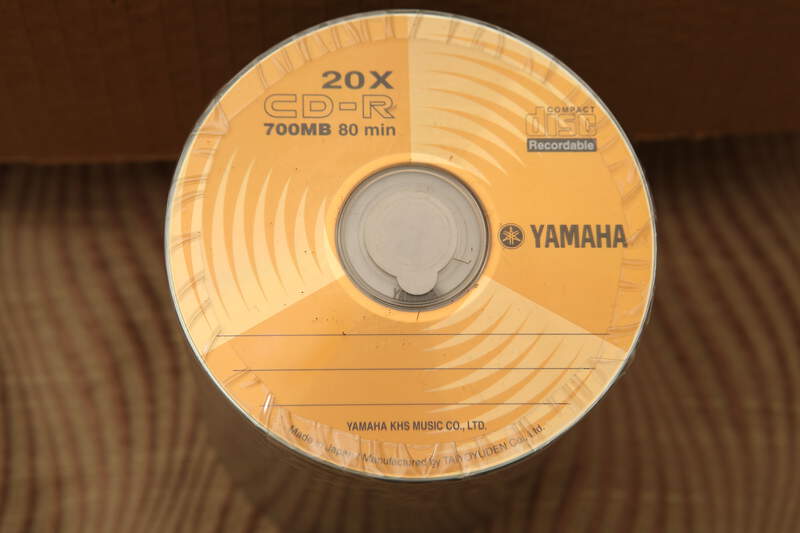 20X
CD-R
700MB 80 min
COMPACT
disc
Recordable
YAMAHA
YAMAHA KHS MUSIC CO., LTD.
Made in Japan / Manufactured by TAIYOYUDEN Co., Ltd.